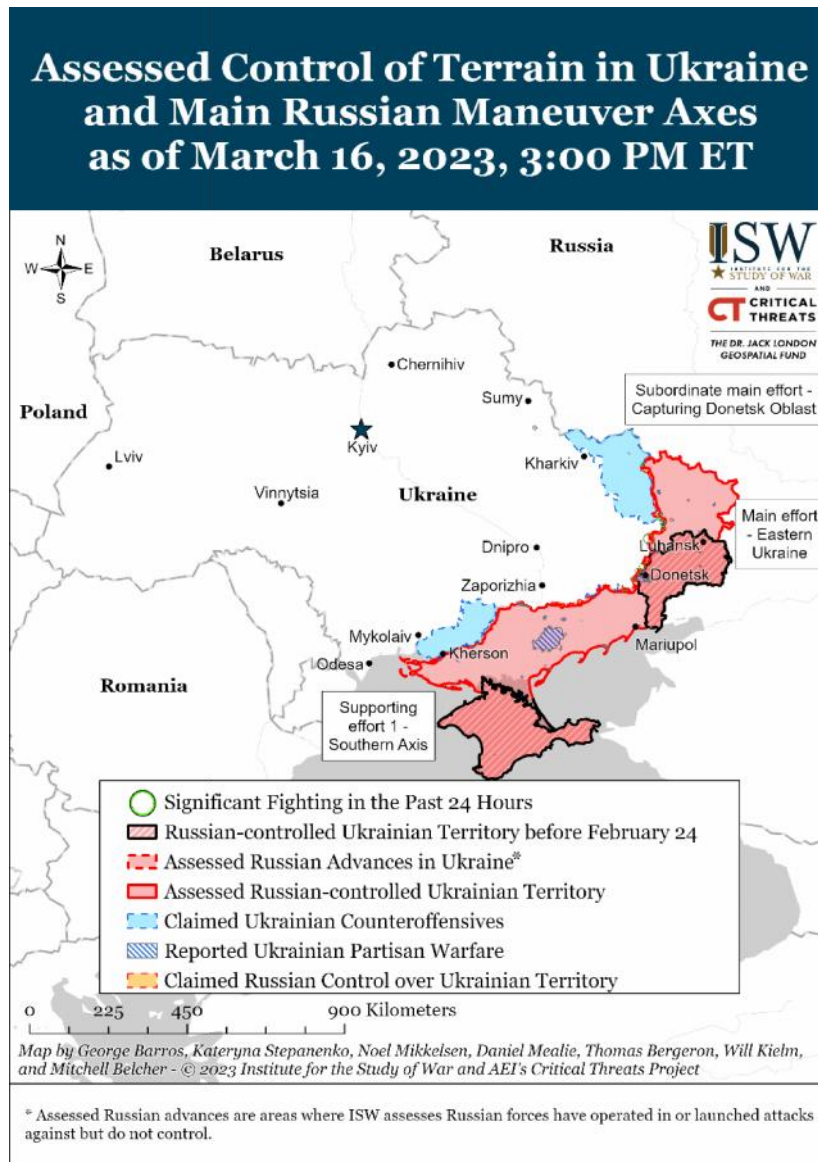 Assessed Control of Terrain in Ukraine
and Main Russian Maneuver Axes
as of March 16, 2023, 3:00 PM ET
N
W E
S
Belarus
Russia
ISW
INSTITUTE FOR THE
STUDY OF WAR
AND
CT CRITICAL
THREATS
THE DR. JACK LONDON
GEOSPATIAL FUND
Chernihiv
Subordinate main effort -
Capturing Donetsk Oblast
Sumy
Poland
Kyiv
Lviv
Kharkiv
Vinnytsia
Ukraine
Main effort
- Eastern
Ukraine
Dnipro
Luhansk
Donetsk
Zaporizhia
Mykolaiv
Mariupol
Kherson
Odesa
Romania
Supporting
effort 1 -
Southern Axis
Significant Fighting in the Past 24 Hours
Russian-controlled Ukrainian Territory before February 24
Assessed Russian Advances in Ukraine*
Assessed Russian-controlled Ukrainian Territory
Claimed Ukrainian Counteroffensives
Reported Ukrainian Partisan Warfare
Claimed Russian Control over Ukrainian Territory
0 225 450 900 Kilometers
Map by George Barros, Kateryna Stepanenko, Noel Mikkelsen, Daniel Mealie, Thomas Bergeron, Will Kielm,
and Mitchell Belcher - © 2023 Institute for the Study of War and AEI's Critical Threats Project
* Assessed Russian advances are areas where ISW assesses Russian forces have operated in or launched attacks
against but do not control.